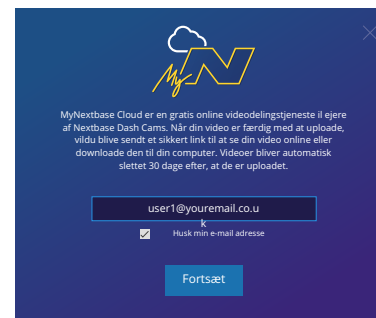 My N
MyNextbase Cloud er en gratis online videodelingstjeneste il ejere
af Nextbase Dash Cams. Når din video er færdig med at uploade,
vildu blive sendt et sikkert link til at se din video online eller
downloade den til din computer. Videoer bliver automatisk
slettet 30 dage efter, at de er uploadet.
user1@youremail.co.u
k
Husk min e-mail adresse
Fortsæt